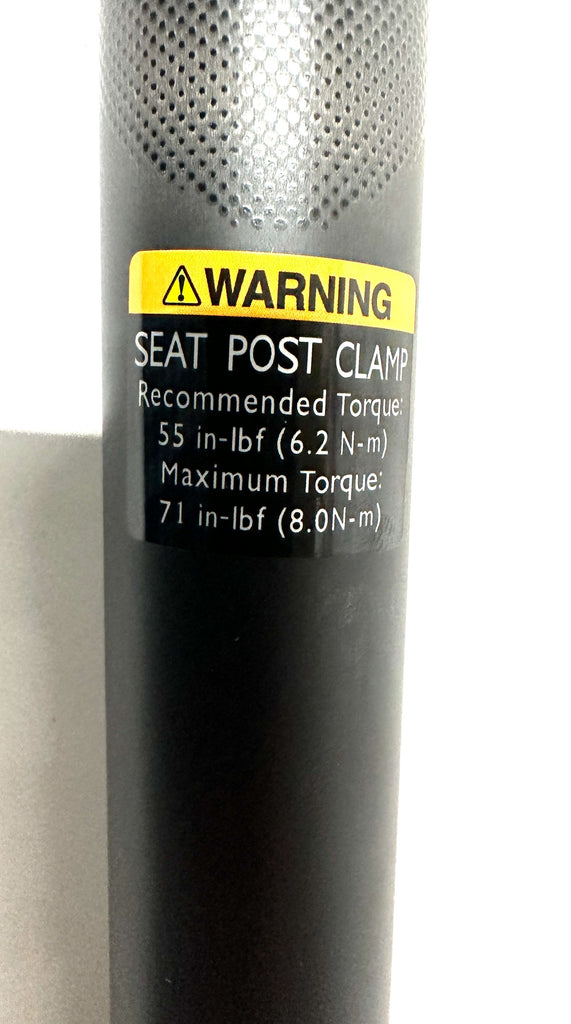 WARNING
SEAT POST CLAMP
Recommended Torque:
55 in-lbf (6.2 N-m)
Maximum Torque:
71 in-lbf (8.0N-m)